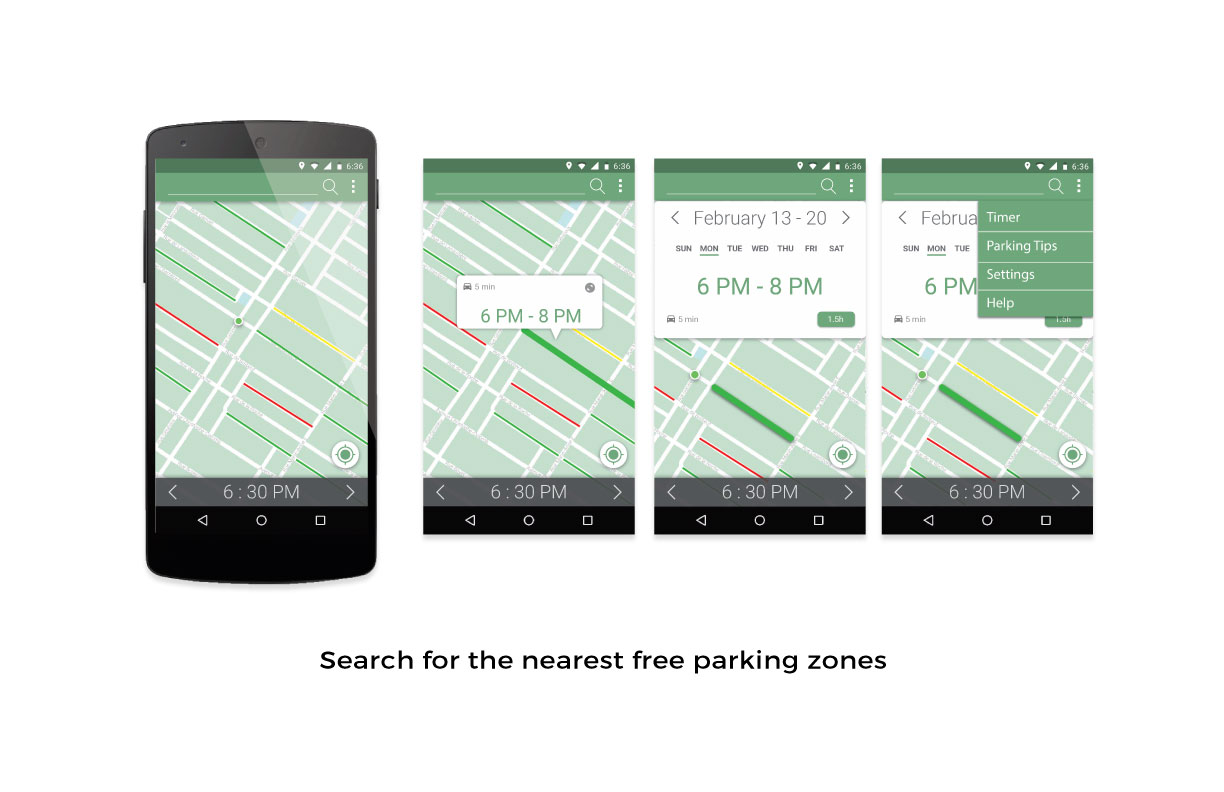 6:36
6 : 30 PM
6:36
5 min
6 PM - 8 PM
6 : 30 PM
6:36
February 13 - 20
SUN MON TUE WED THU FRI SAT
6 PM - 8 PM
5 min 1.5h
6 : 30 PM
6:36
Februa
SUN MON TUE
6 PM
5 min 1.5h
Timer
Parking Tips
Settings
Help
6 : 30 PM
Search for the nearest free parking zones